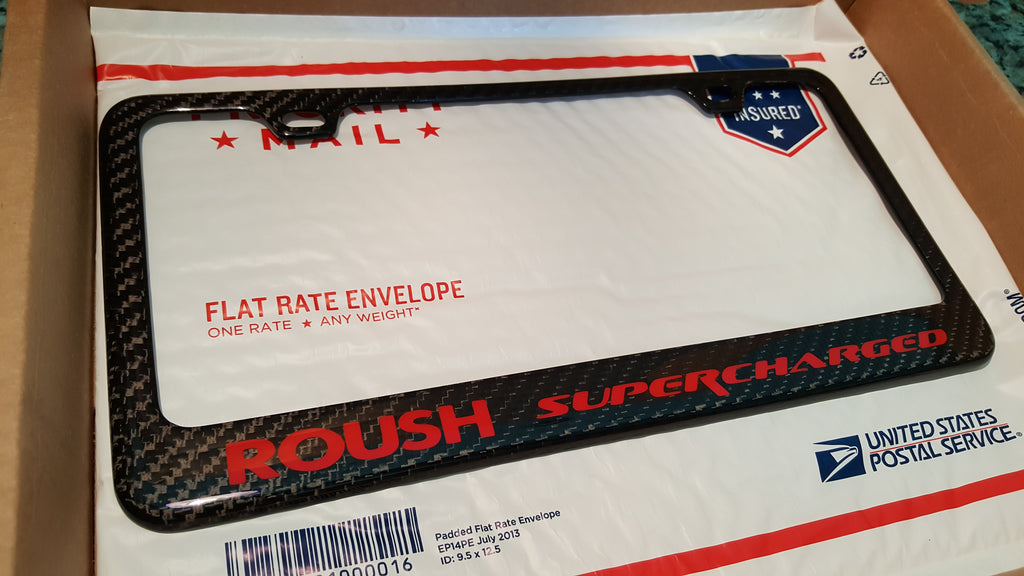 MAIL
INSURED
FLAT RATE ENVELOPE
ONE RATE ★ ANY WEIGHT*
ROUSH SUPERCHARGED
UNITED STATES
POSTAL SERVICE®
Padded Flat Rate Envelope
EP14PE July 2013
ID: 9.5 x 12.5